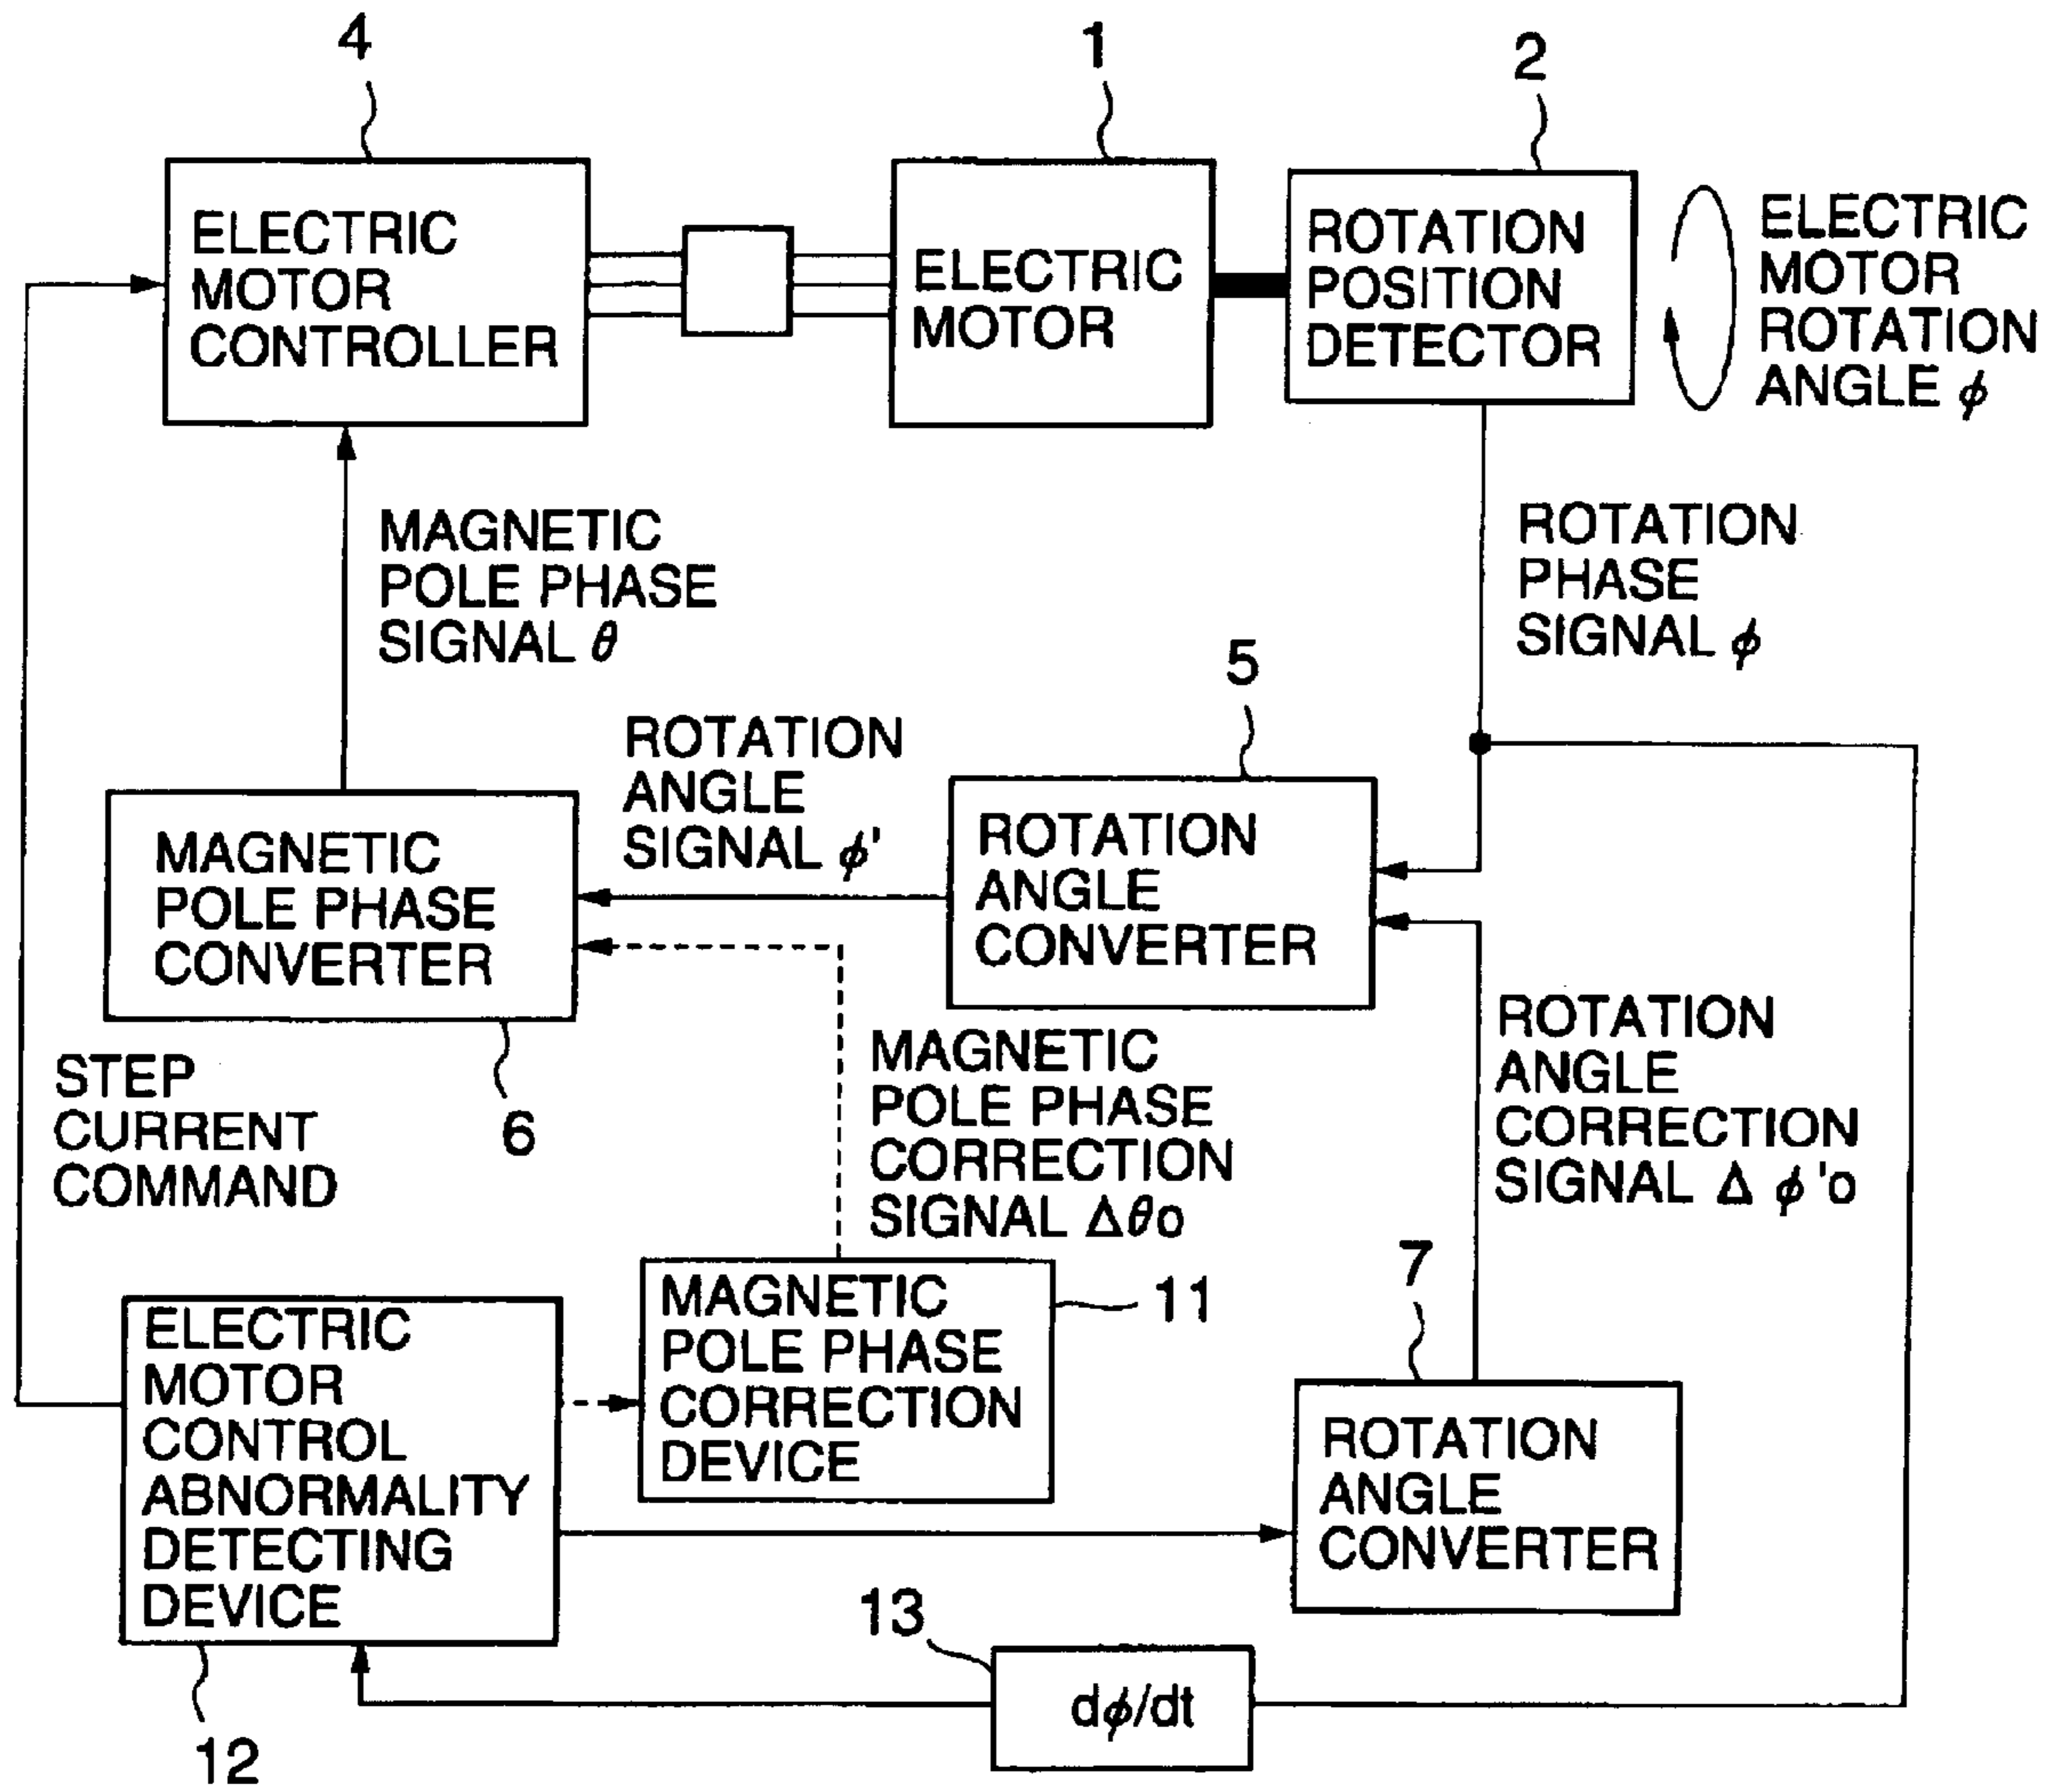 4
1
2
ELECTRIC
MOTOR
CONTROLLER
ELECTRIC
MOTOR
ROTATION
POSITION
DETECTOR
ELECTRIC
MOTOR
ROTATION
ANGLE ϕ
MAGNETIC
POLE PHASE
SIGNAL θ
ROTATION
PHASE
SIGNAL ϕ
5
ROTATION
ANGLE
SIGNAL ϕ'
MAGNETIC
POLE PHASE
CONVERTER
ROTATION
ANGLE
CONVERTER
6
STEP
CURRENT
COMMAND
MAGNETIC
POLE PHASE
CORRECTION
SIGNAL Δθo
ROTATION
ANGLE
CORRECTION
SIGNAL Δ ϕ'o
7
ELECTRIC
MOTOR
CONTROL
ABNORMALITY
DETECTING
DEVICE
MAGNETIC
POLE PHASE
CORRECTION
DEVICE
11
ROTATION
ANGLE
CONVERTER
13
dϕ/dt
12